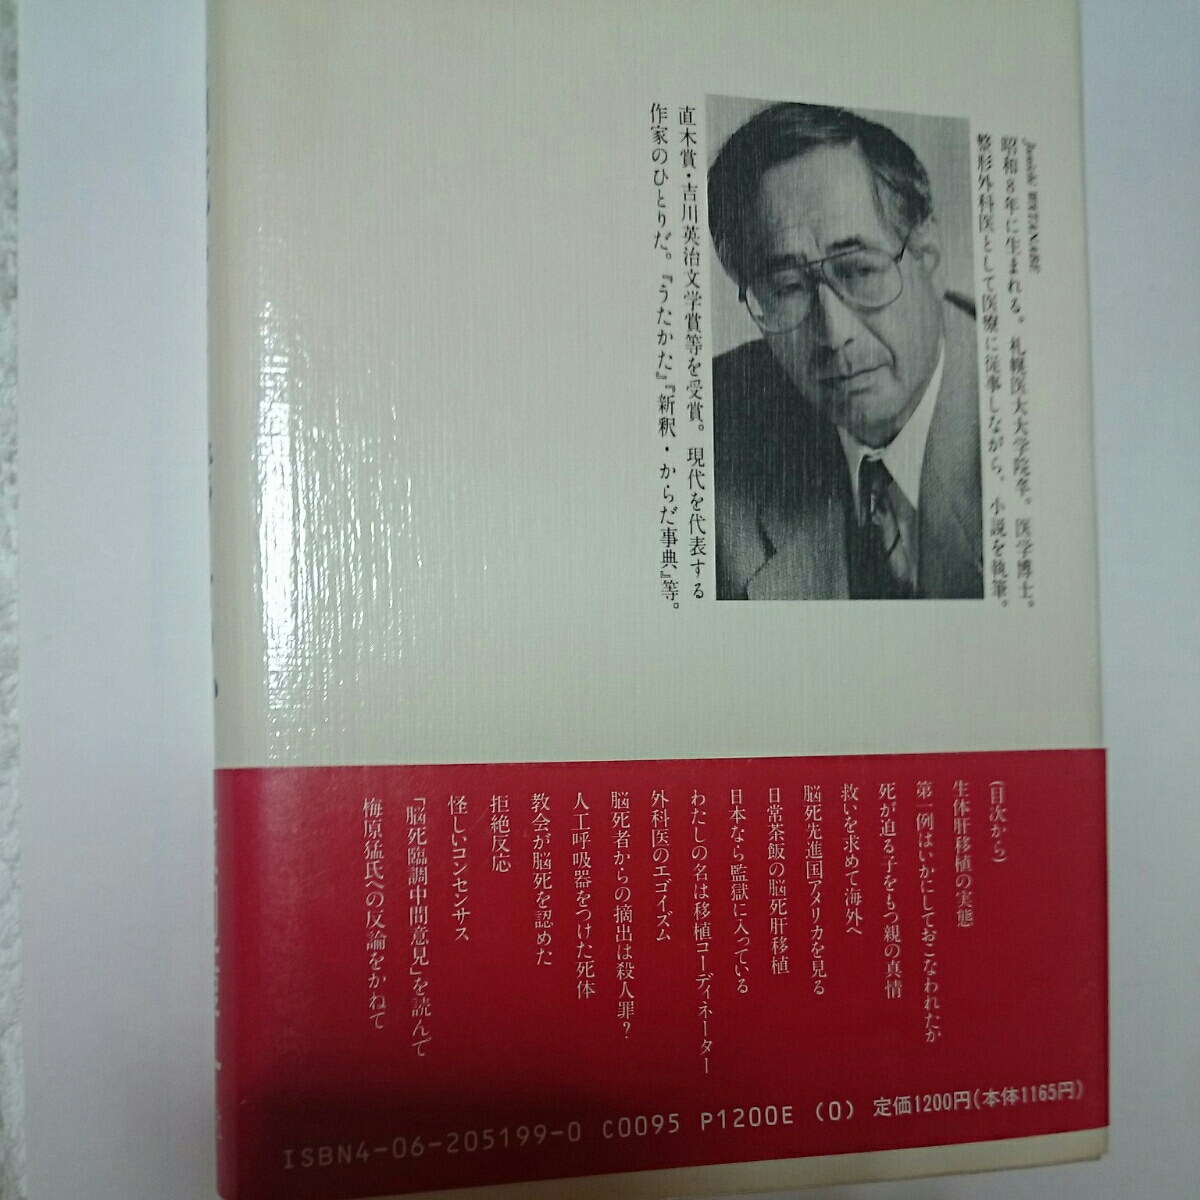 Junichi WATANABE
昭和8年に生まれる。札幌医大大学院卒。医学博士。
整形外科医として医療に従事しながら、小説を執筆。
直木賞・吉川英治文学賞等を受賞。現代を代表する
作家のひとりだ。『うたかた』『新釈・からだ事典』等。
(目次から)
生体肝移植の実態
第一例はいかにしておこなわれたか
死が迫る子をもつ親の真情
救いを求めて海外へ
脳死先進国アメリカを見る
日常茶飯の脳死肝移植
日本なら監獄に入っている
わたしの名は移植コーディネーター
外科医のエゴイズム
脳死者からの摘出は殺人罪?
人工呼吸器をつけた死体
教会が脳死を認めた
拒絶反応
怪しいコンセンサス
「脳死臨調中間意見」を読んで
梅原猛氏への反論をかねて
ISBN4-06-205199-0 C0095 P1200E (0) 定価1200円(本体1165円)